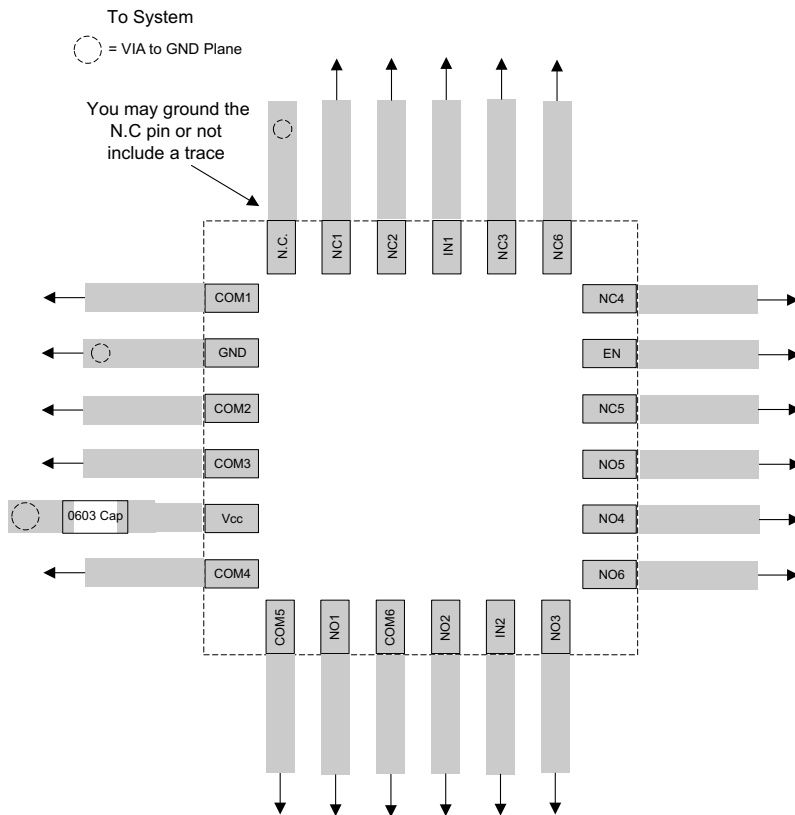 To System
= VIA to GND Plane
You may ground the
N.C pin or not
include a trace
N.C.
NC1
NC2
IN1
NC3
NC6
COM1
GND
COM2
COM3
0603 Cap
Vcc
COM4
NC4
EN
NC5
NO5
NO4
NO6
COM5
NO1
COM6
NO2
IN2
NO3